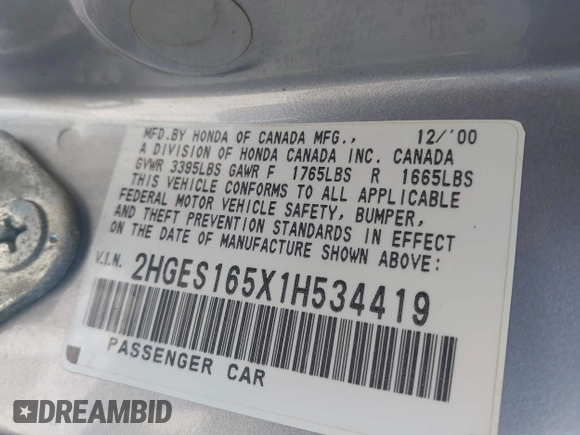 MFD.BY HONDA OF CANADA MFG., 12/'00
A DIVISION OF HONDA CANADA INC. CANADA
GVWR 3395LBS GAWR F 1765LBS R 1665LBS
THIS VEHICLE CONFORMS TO ALL APPLICABLE
FEDERAL MOTOR VEHICLE SAFETY, BUMPER,
AND THEFT PREVENTION STANDARDS IN EFFECT
ON THE DATE OF MANUFACTURE SHOWN ABOVE:
V.I.N. 2HGES165X1H534419
PASSENGER CAR
DREAMBID